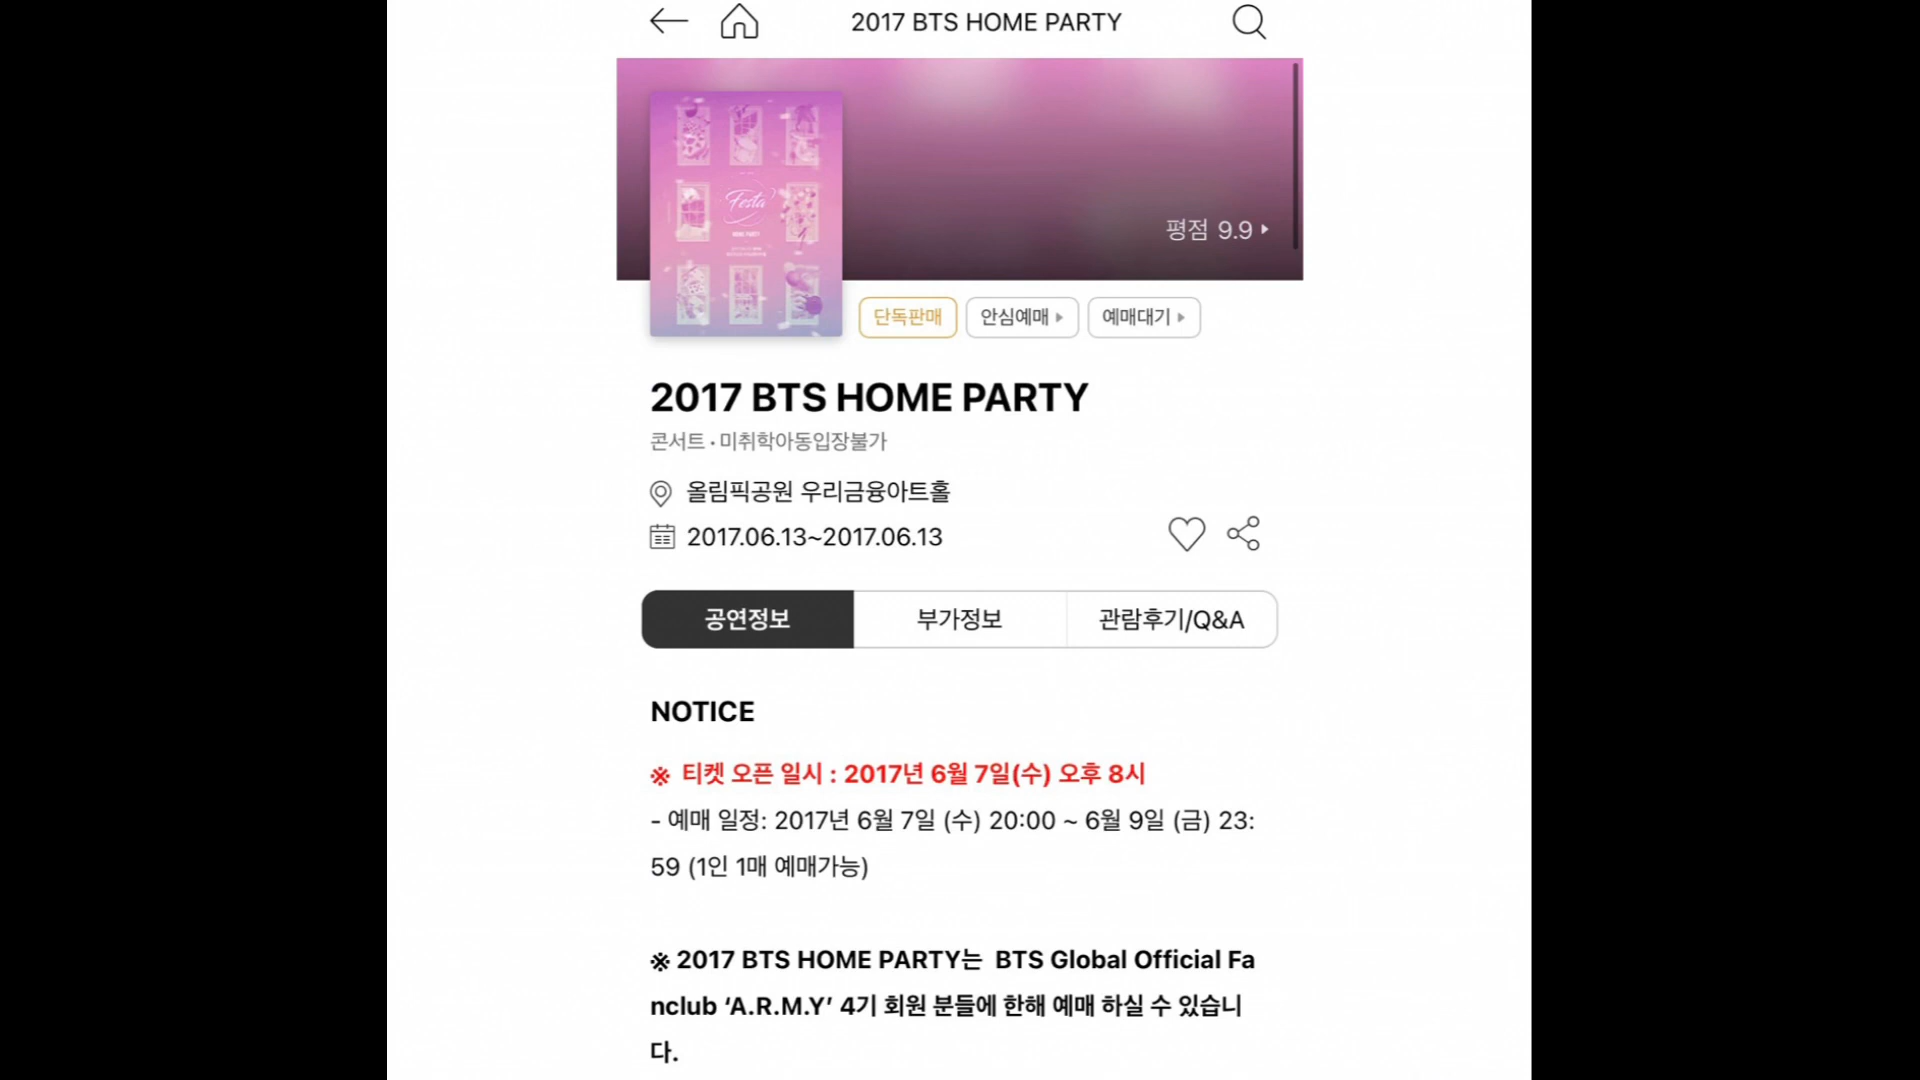 2017 BTS HOME PARTY
Festa
HOME PARTY
평점 9.9
단독판매 안심예매 예매대기
2017 BTS HOME PARTY
콘서트 • 미취학아동입장불가
올림픽공원 우리금융아트홀
2017.06.13~2017.06.13
공연정보 부가정보 관람후기/Q&A
NOTICE
※ 티켓 오픈 일시 : 2017년 6월 7일(수) 오후 8시
- 예매 일정: 2017년 6월 7일 (수) 20:00 ~ 6월 9일 (금) 23:
59 (1인 1매 예매가능)
※ 2017 BTS HOME PARTY는 BTS Global Official Fa
nclub ‘A.R.M.Y’ 4기 회원 분들에 한해 예매 하실 수 있습니
다.